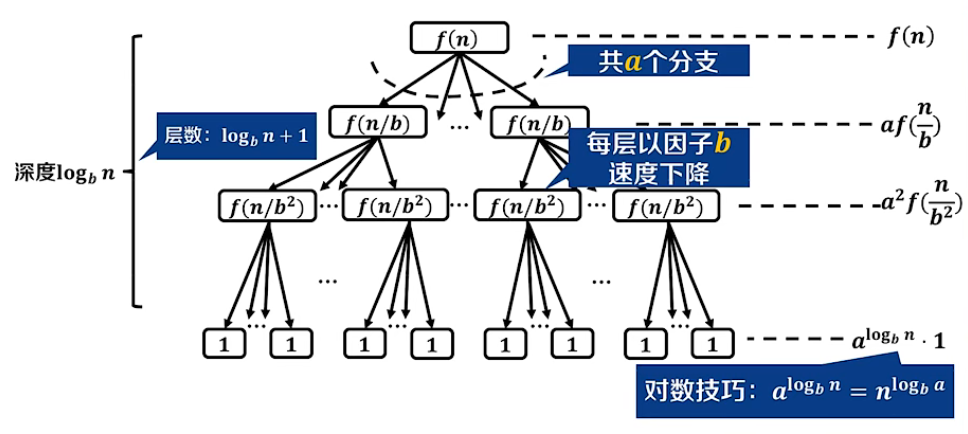 f(n)
f(n)
共a个分支
f(n/b)
...
f(n/b)
af(n/b)
层数：log_b n + 1
每层以因子b
速度下降
深度log_b n
f(n/b²)
...
f(n/b²)
...
f(n/b²)
...
f(n/b²)
a²f(n/b²)
...
...
...
...
...
...
1
1
1
1
1
1
1
1
a^{log_b n} · 1
对数技巧：a^{log_b n} = n^{log_b a}